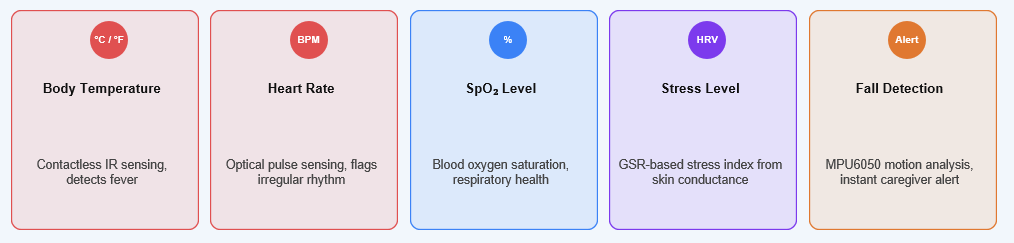 °C / °F
Body Temperature
Contactless IR sensing,
detects fever
BPM
Heart Rate
Optical pulse sensing, flags
irregular rhythm
%
SpO₂ Level
Blood oxygen saturation,
respiratory health
HRV
Stress Level
GSR-based stress index from
skin conductance
Alert
Fall Detection
MPU6050 motion analysis,
instant caregiver alert